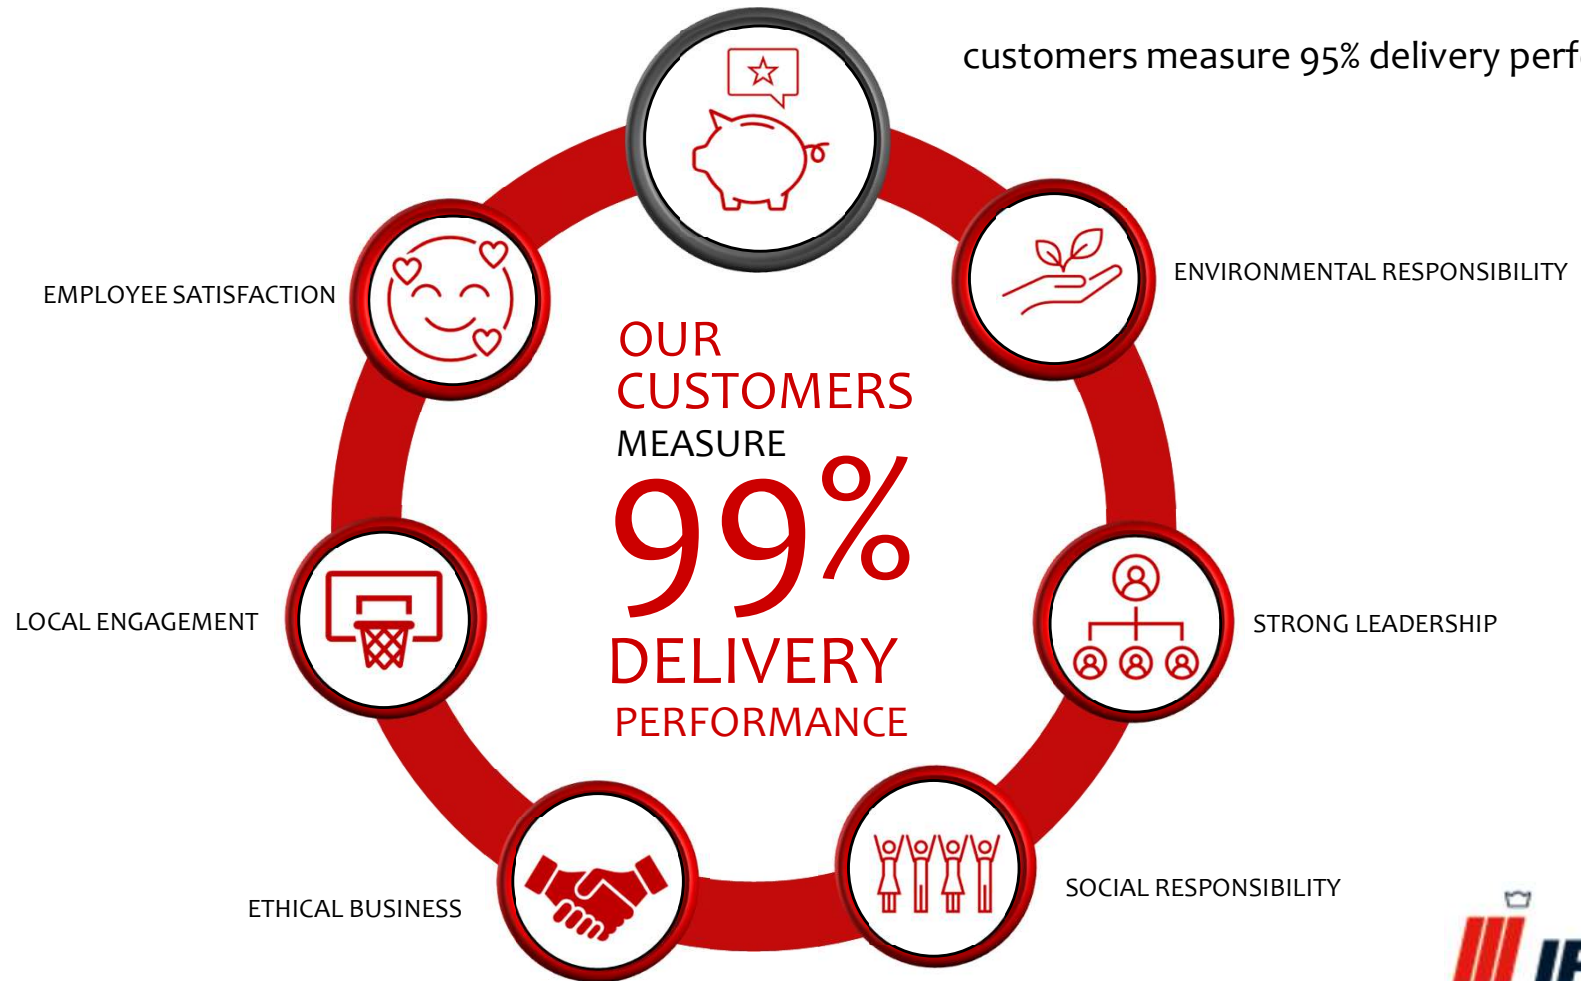 customers measure 95% delivery perf
EMPLOYEE SATISFACTION
ENVIRONMENTAL RESPONSIBILITY
OUR
CUSTOMERS
MEASURE
99%
DELIVERY
PERFORMANCE
LOCAL ENGAGEMENT
STRONG LEADERSHIP
ETHICAL BUSINESS
SOCIAL RESPONSIBILITY